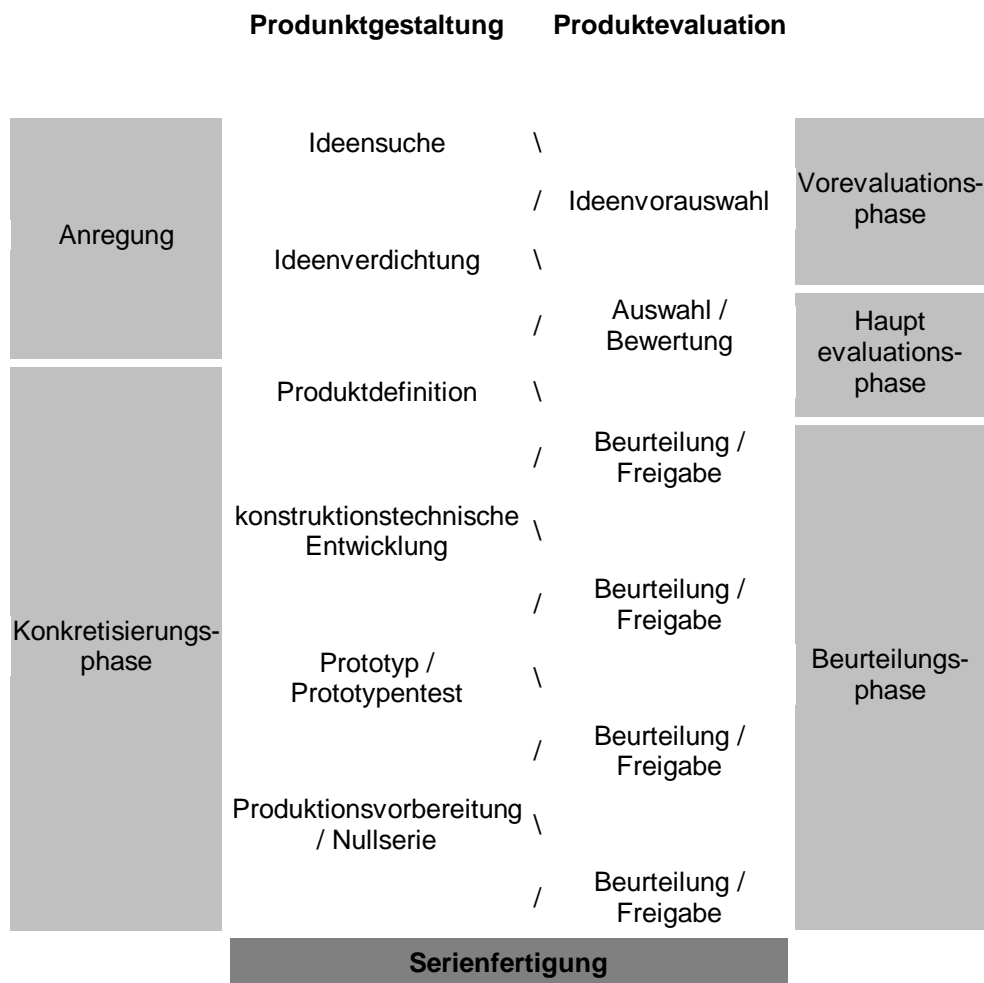 Produnktgestaltung Produktevaluation
Ideensuche \
/ Ideenvorauswahl
Vorevaluations-
phase
Anregung
Ideenverdichtung \
/ Auswahl /
Bewertung
Haupt
evaluations-
phase
Produktdefinition \
/ Beurteilung /
Freigabe
konstruktionstechnische
Entwicklung \
/ Beurteilung /
Freigabe
Konkretisierungs-
phase
Prototyp /
Prototypentest \
Beurteilungs-
phase
/ Beurteilung /
Freigabe
Produktionsvorbereitung
/ Nullserie \
/ Beurteilung /
Freigabe
Serienfertigung